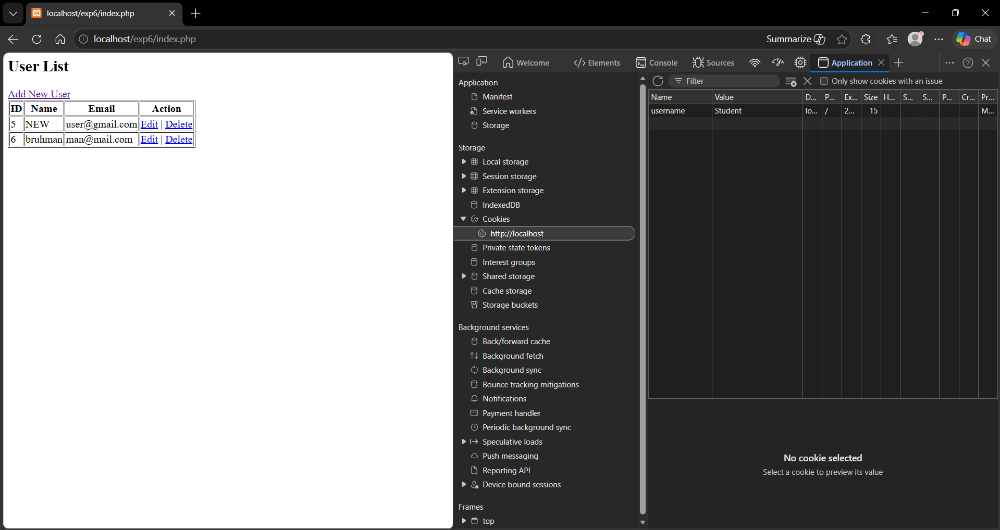 localhost/exp6/index.php
localhost/exp6/index.php
Summarize
Chat
User List
Add New User
ID Name Email Action
5 NEW user@gmail.com Edit | Delete
6 bruhman man@mail.com Edit | Delete
Welcome
Elements
Console
Sources
Application
Application
Manifest
Service workers
Storage
Storage
Local storage
Session storage
Extension storage
IndexedDB
Cookies
http://localhost
Private state tokens
Interest groups
Shared storage
Cache storage
Storage buckets
Background services
Back/forward cache
Background fetch
Background sync
Bounce tracking mitigations
Notifications
Payment handler
Periodic background sync
Speculative loads
Push messaging
Reporting API
Device bound sessions
Frames
top
Filter
Only show cookies with an issue
Name Value D... P... Ex... Size H... S... S... P... Cr... Pr...
username Student lo... / 2... 15 M...
No cookie selected
Select a cookie to preview its value